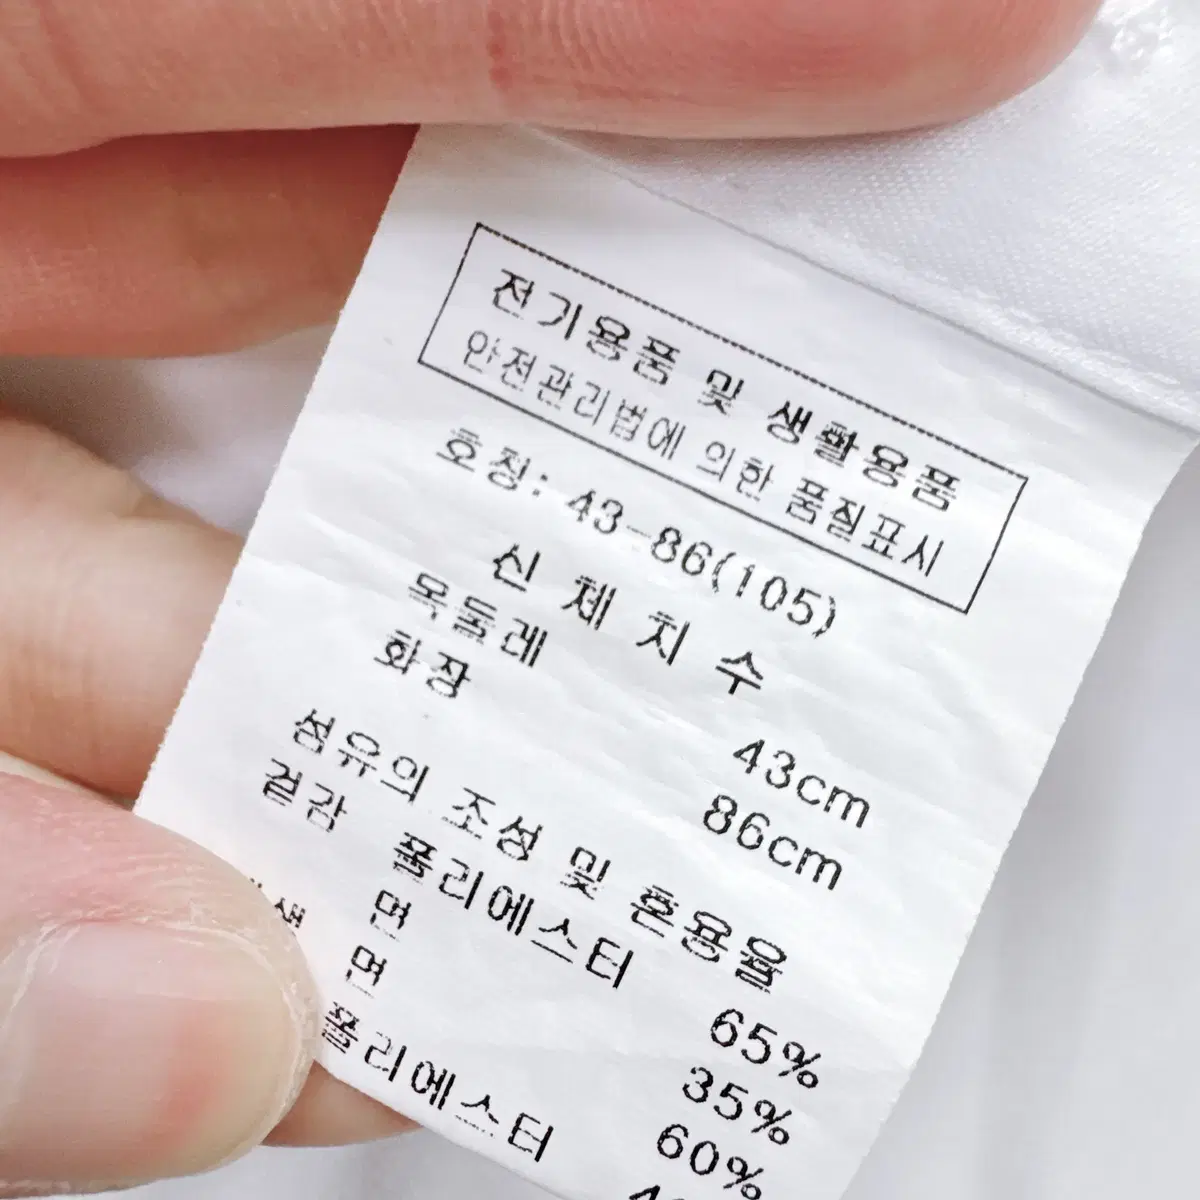 전기용품 및 생활용품
안전관리법에 의한 품질표시
호칭: 43-86(105)
신 체 치 수
목둘레 43cm
화장 86cm
섬유의 조성 및 혼용율
겉감 폴리에스터 65%
면 35%
면 60%
폴리에스터